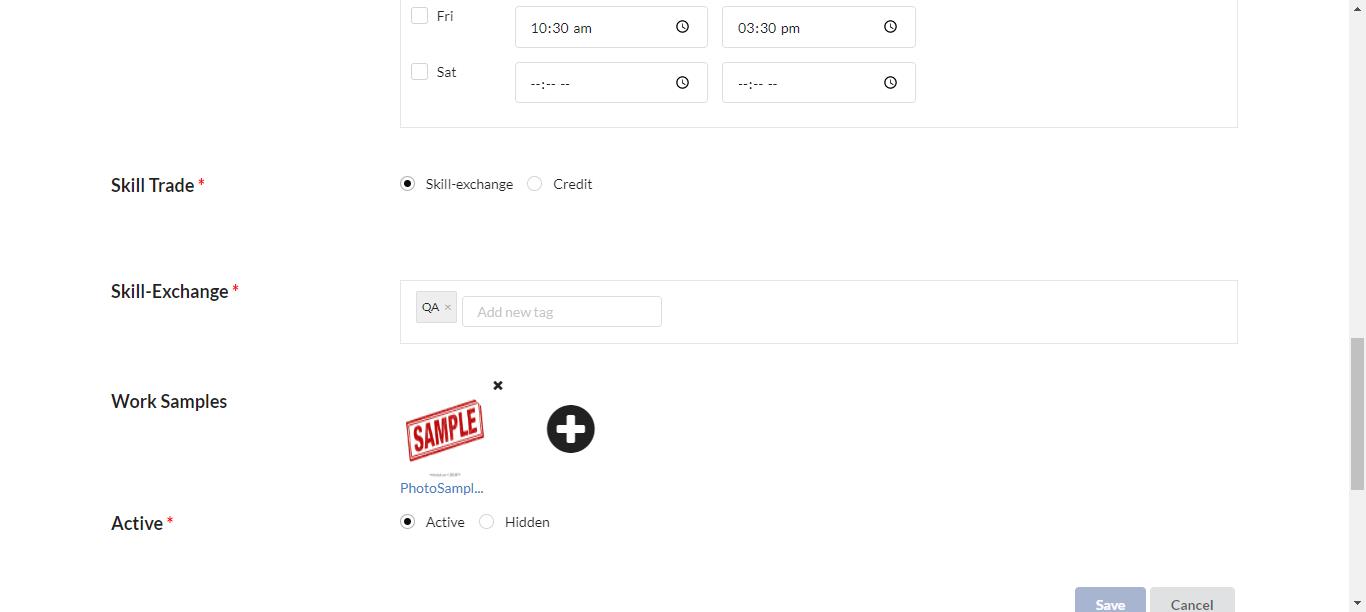 Fri 10:30 am 03:30 pm
Sat --:-- -- --:-- --
Skill Trade * Skill-exchange Credit
Skill-Exchange * QA × Add new tag
Work Samples
SAMPLE
PhotoSampl...
Active * Active Hidden
Save Cancel